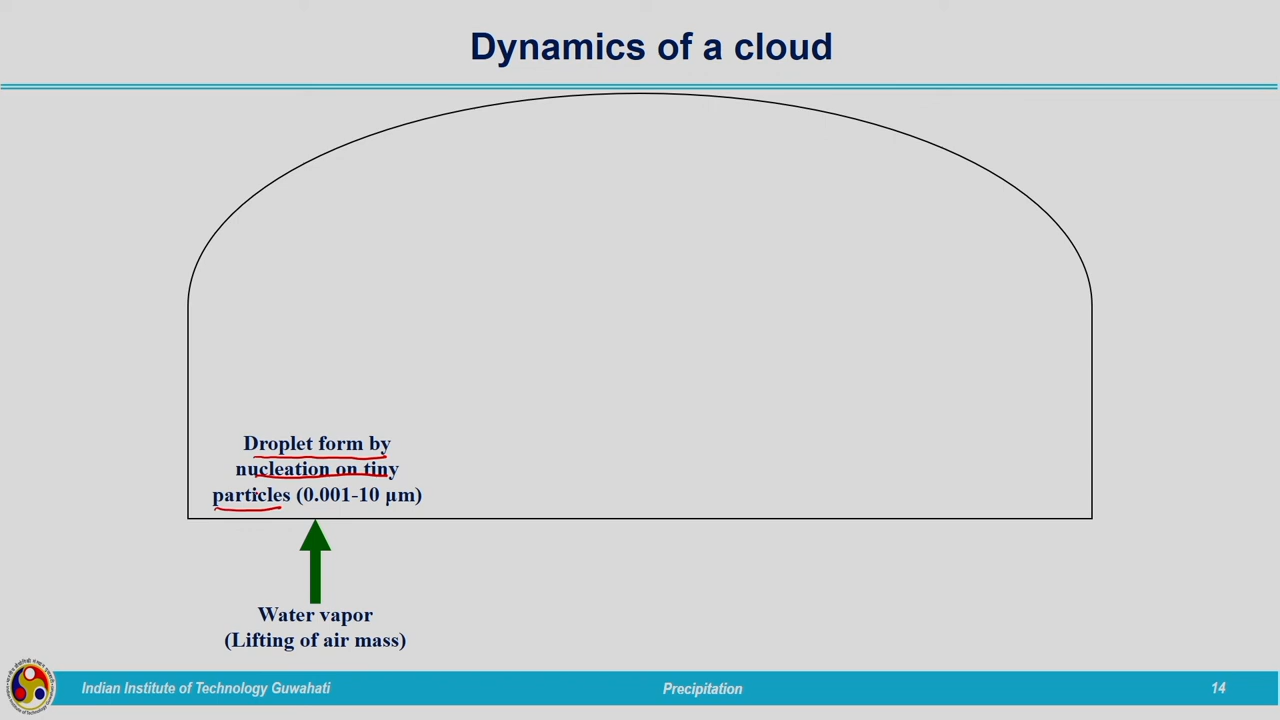 Dynamics of a cloud
Droplet form by
nucleation on tiny
particles (0.001-10 µm)
Water vapor
(Lifting of air mass)
Indian Institute of Technology Guwahati
Precipitation
14